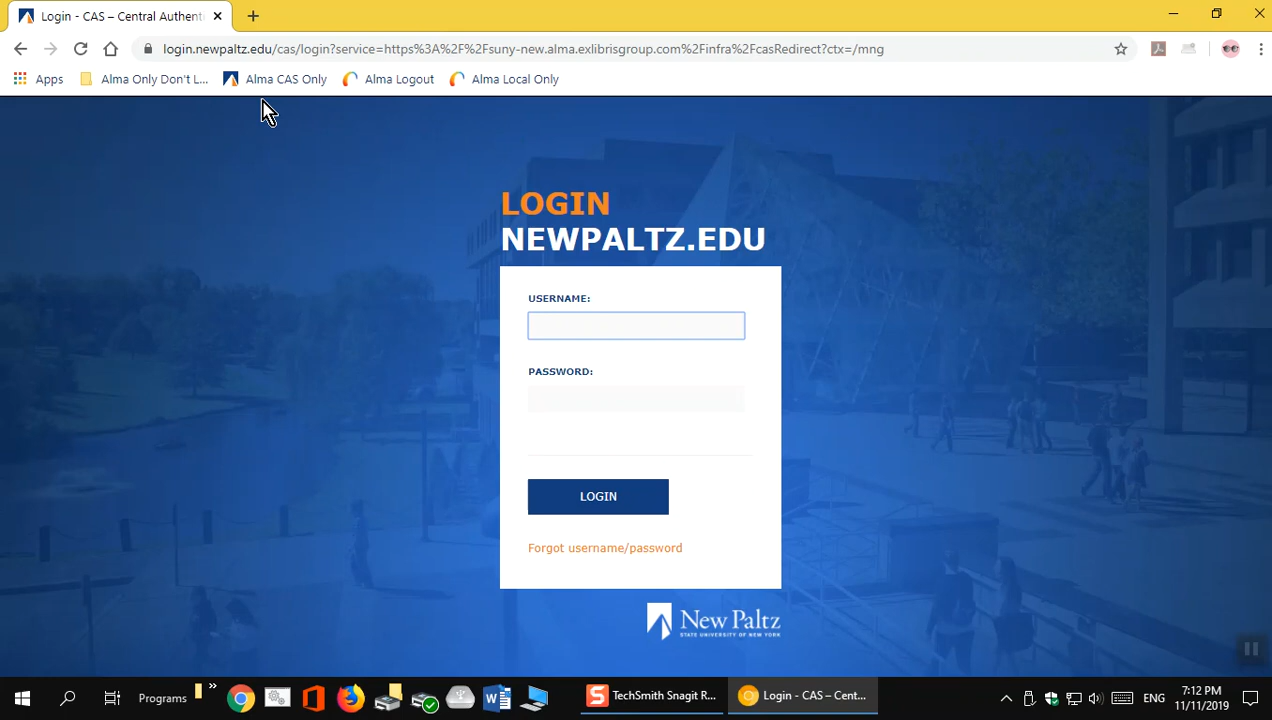 Login - CAS – Central Authenti
login.newpaltz.edu/cas/login?service=https%3A%2F%2Fsuny-new.alma.exlibrisgroup.com%2Finfra%2FcasRedirect?ctx=/mng
Apps Alma Only Don't L... Alma CAS Only Alma Logout Alma Local Only
LOGIN
NEWPALTZ.EDU
USERNAME:
PASSWORD:
LOGIN
Forgot username/password
New Paltz
STATE UNIVERSITY OF NEW YORK
Programs » TechSmith Snagit R... Login - CAS – Cent... ENG 7:12 PM
11/11/2019